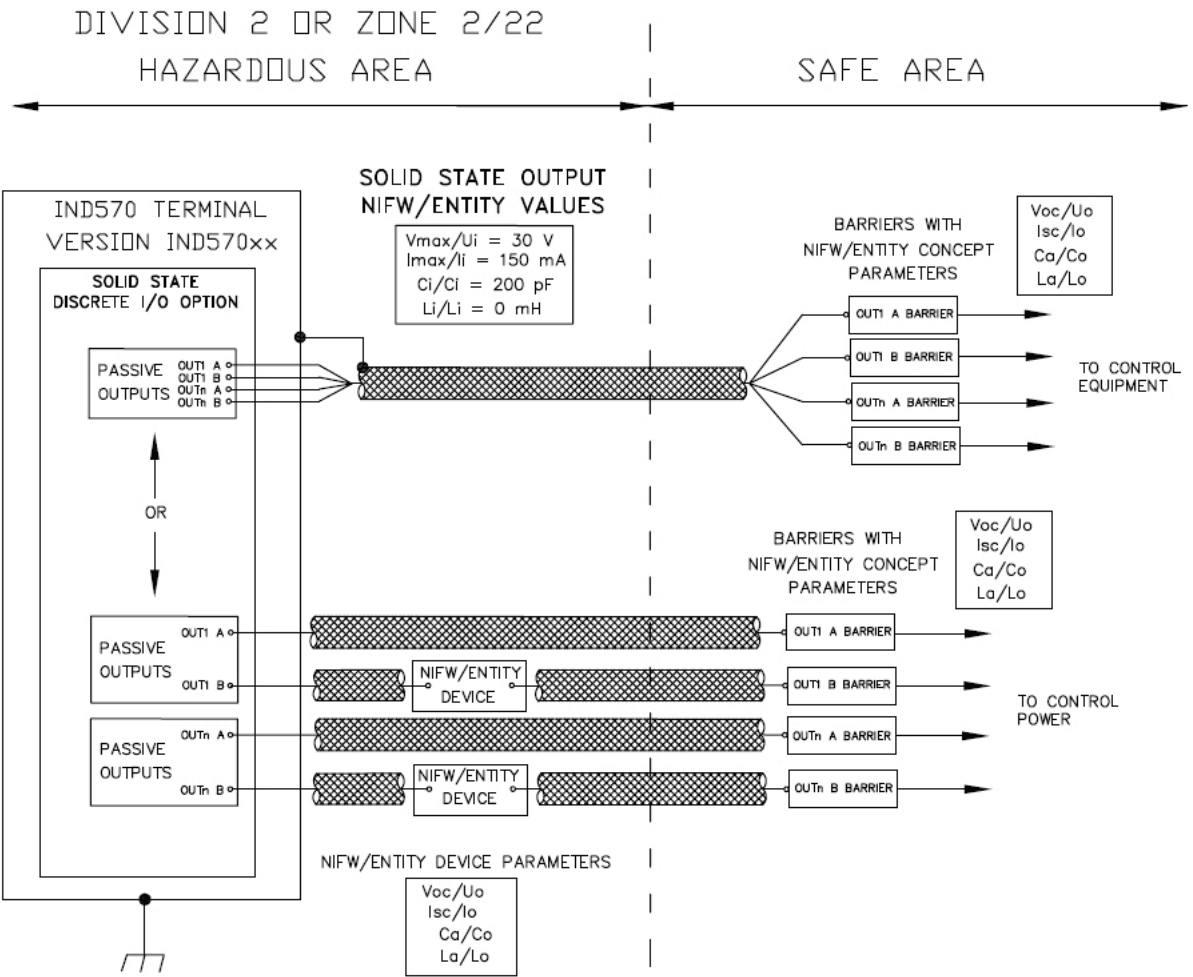 DIVISION 2 OR ZONE 2/22
HAZARDOUS AREA
SAFE AREA
SOLID STATE OUTPUT
NIFW/ENTITY VALUES
Vmax/Ui = 30 V
Imax/Ii = 150 mA
Ci/Ci = 200 pF
Li/Li = 0 mH
IND570 TERMINAL
VERSION IND570xx
SOLID STATE
DISCRETE I/O OPTION
PASSIVE
OUTPUTS
OUT1 A
OUT1 B
OUTn A
OUTn B
BARRIERS WITH
NIFW/ENTITY CONCEPT
PARAMETERS
Voc/Uo
Isc/Io
Ca/Co
La/Lo
OUT1 A BARRIER
OUT1 B BARRIER
OUTn A BARRIER
OUTn B BARRIER
TO CONTROL
EQUIPMENT
OR
BARRIERS WITH
NIFW/ENTITY CONCEPT
PARAMETERS
Voc/Uo
Isc/Io
Ca/Co
La/Lo
PASSIVE
OUTPUTS
OUT1 A
OUT1 B
NIFW/ENTITY
DEVICE
OUT1 A BARRIER
OUT1 B BARRIER
PASSIVE
OUTPUTS
OUTn A
OUTn B
NIFW/ENTITY
DEVICE
OUTn A BARRIER
OUTn B BARRIER
TO CONTROL
POWER
NIFW/ENTITY DEVICE PARAMETERS
Voc/Uo
Isc/Io
Ca/Co
La/Lo